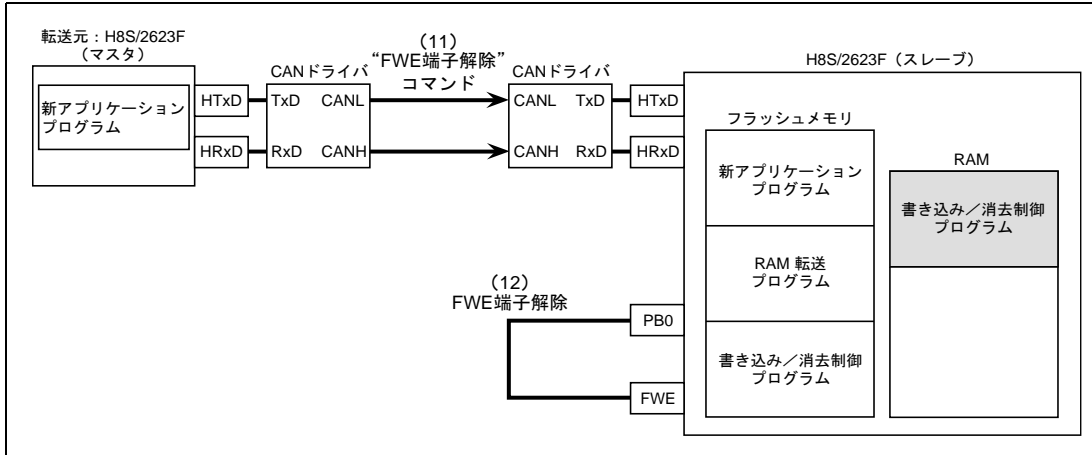 転送元：H8S/2623F
（マスタ）
新アプリケーション
プログラム
HTxD
HRxD
CANドライバ
TxD CANL
RxD CANH
（11）
“FWE端子解除”
コマンド
CANドライバ
CANL TxD
CANH RxD
HTxD
HRxD
H8S/2623F（スレーブ）
フラッシュメモリ
新アプリケーション
プログラム
RAM 転送
プログラム
書き込み／消去制御
プログラム
RAM
書き込み／消去制御
プログラム
（12）
FWE端子解除
PB0
FWE